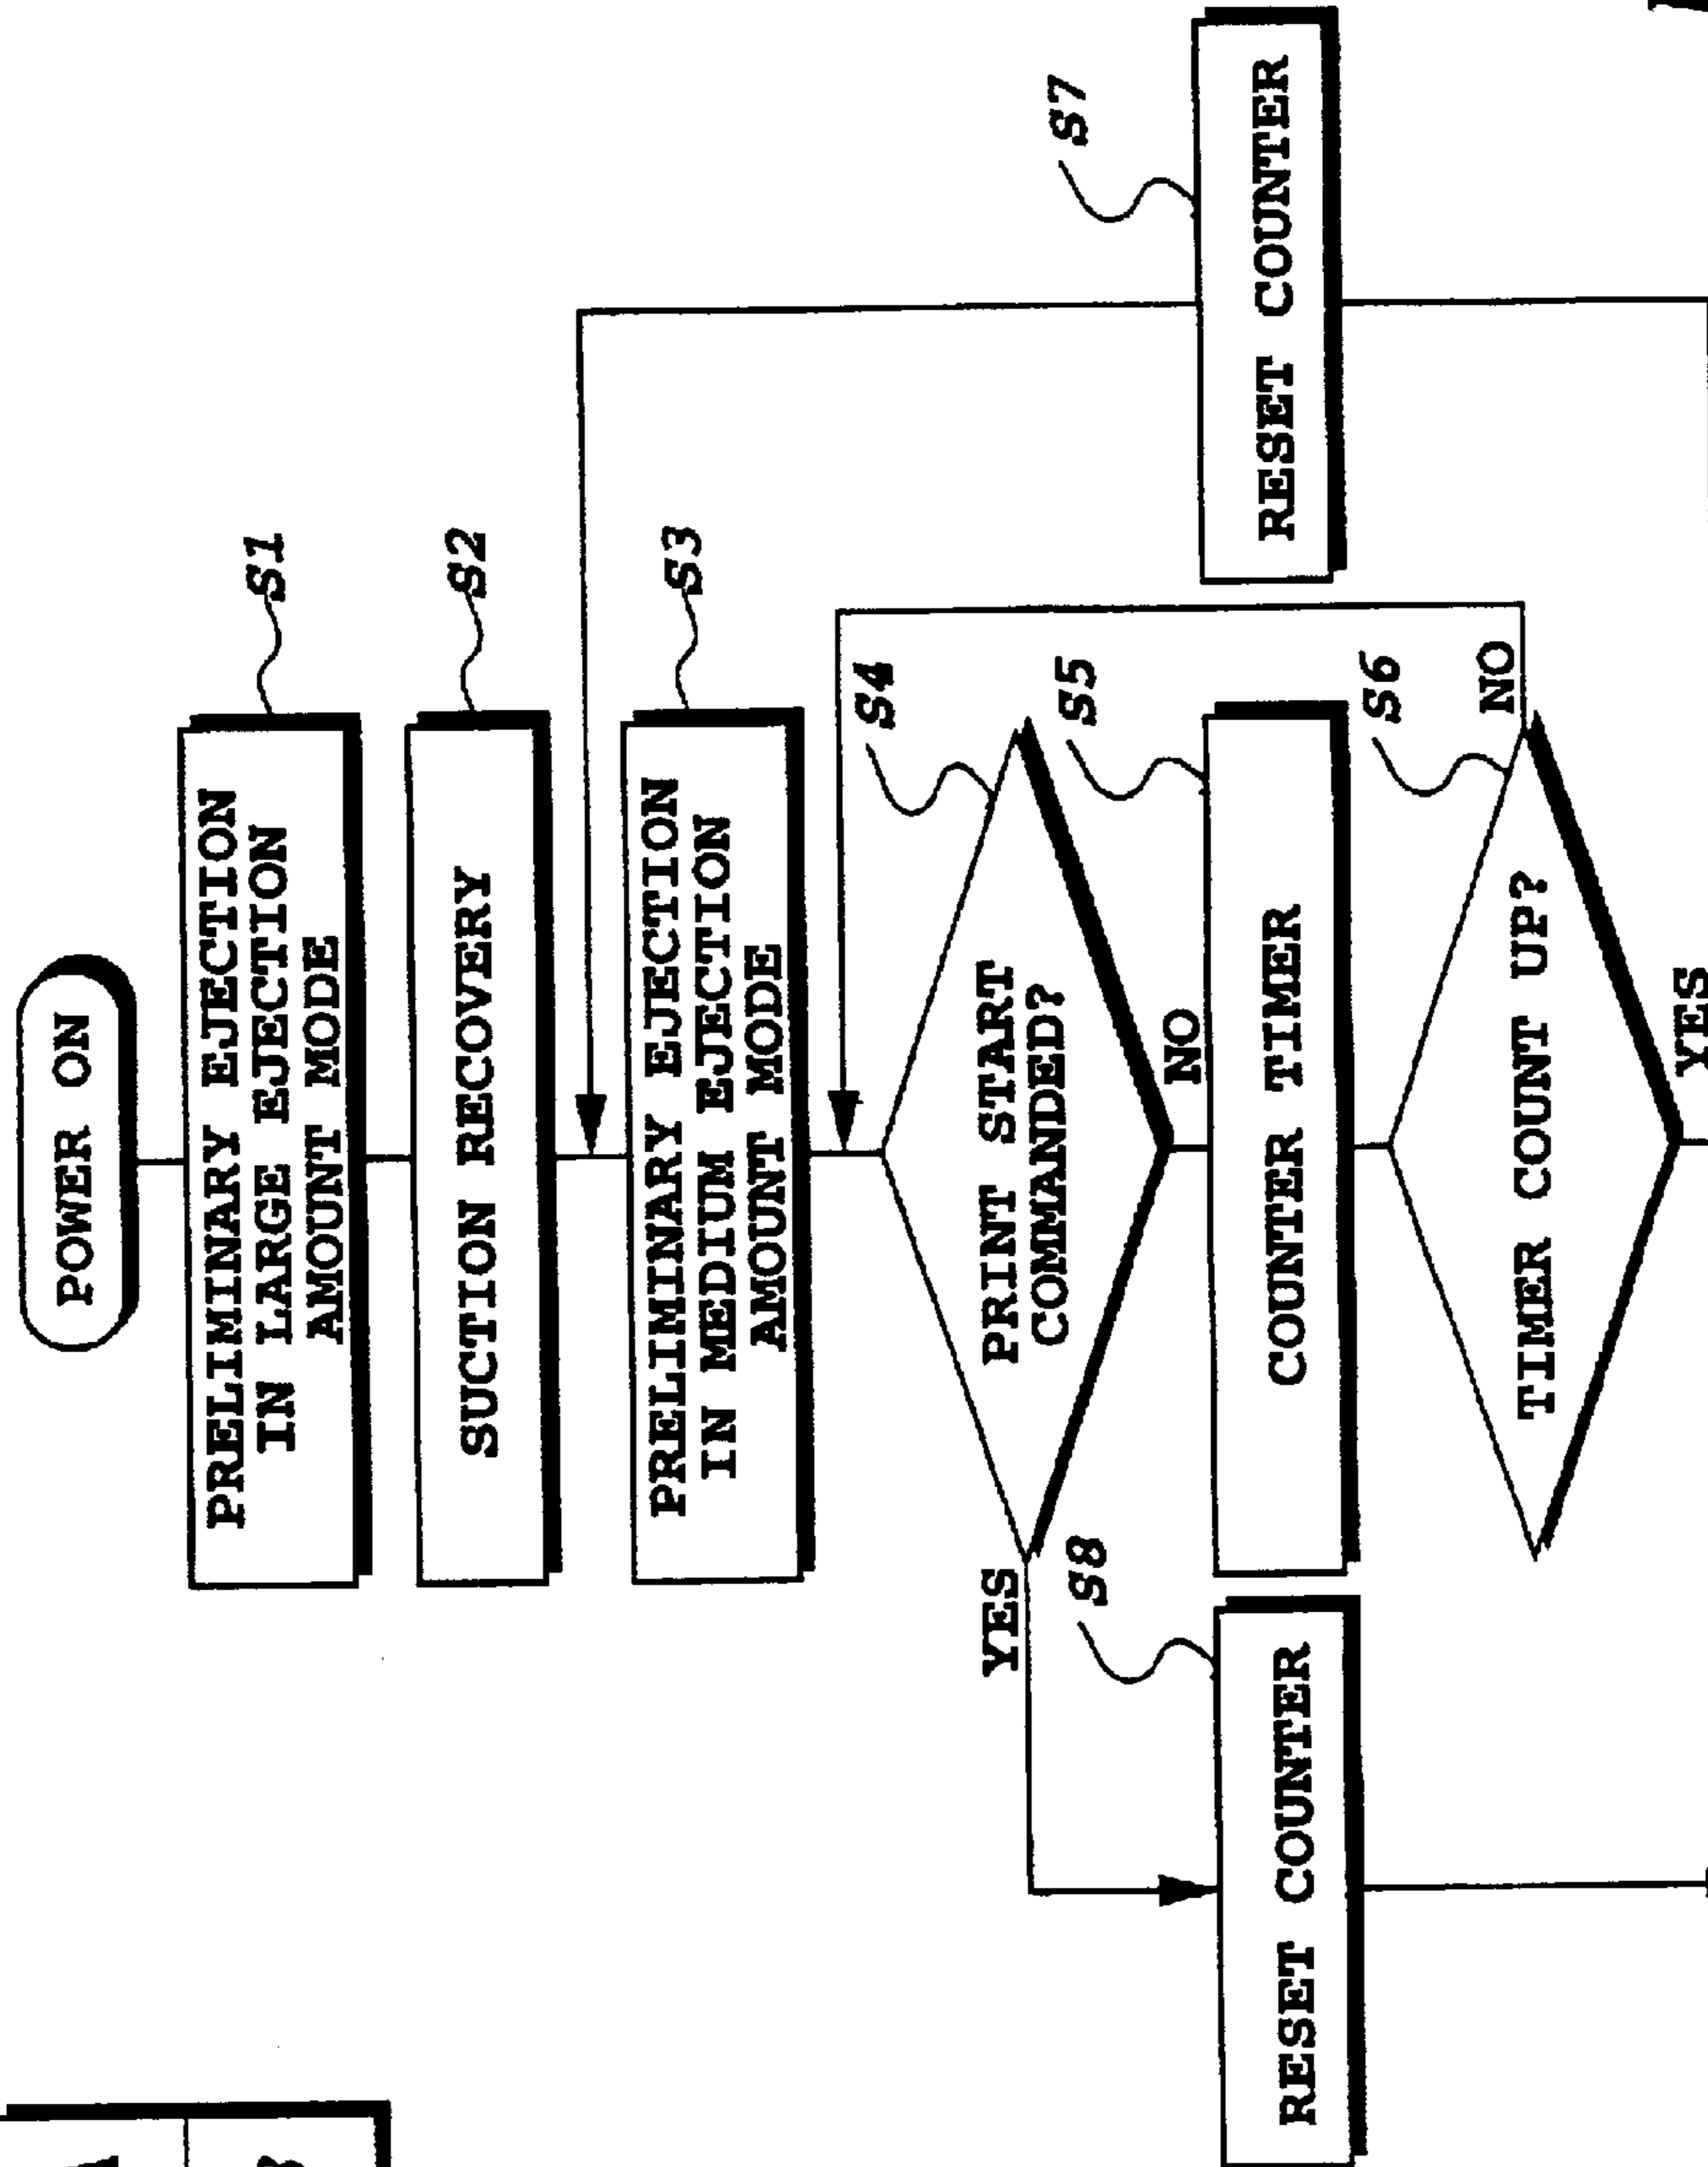 POWER ON
PRELIMINARY EJECTION
IN LARGE EJECTION
AMOUNT MODE
S1
SUCTION RECOVERY
S2
PRELIMINARY EJECTION
IN MEDIUM EJECTION
AMOUNT MODE
S3
PRINT START
COMMANDED?
S4
YES
NO
S8
RESET COUNTER
COUNTER TIMER
S5
RESET COUNTER
S7
TIMER COUNT UP?
S6
NO
YES